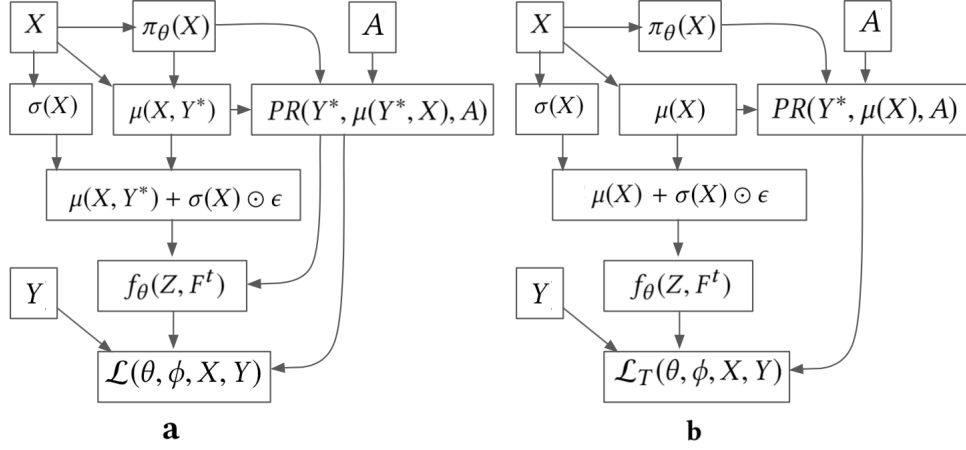 X
π_θ(X)
A
σ(X)
μ(X, Y*)
PR(Y*, μ(Y*, X), A)
μ(X, Y*) + σ(X) ⊙ ϵ
f_θ(Z, F^t)
Y
ℒ(θ, ϕ, X, Y)
a
X
π_θ(X)
A
σ(X)
μ(X)
PR(Y*, μ(X), A)
μ(X) + σ(X) ⊙ ϵ
f_θ(Z, F^t)
Y
ℒ_T(θ, ϕ, X, Y)
b